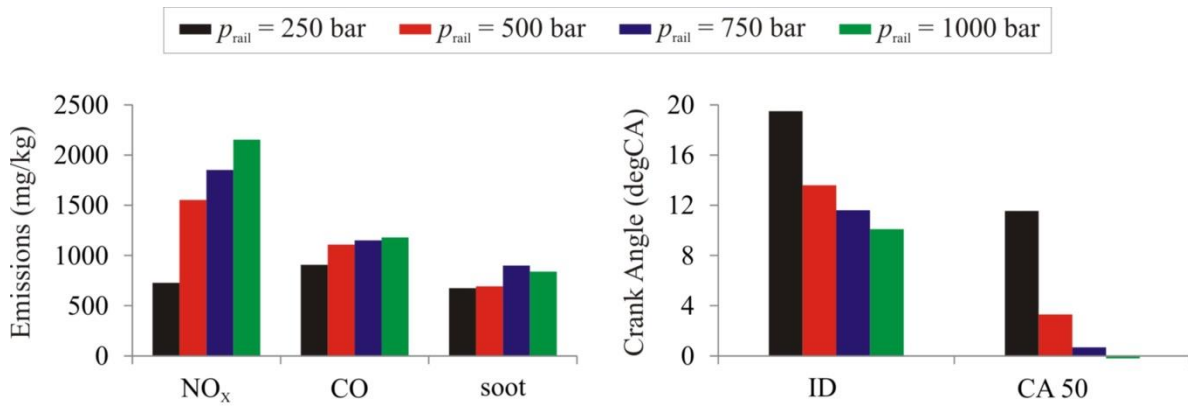 p_rail = 250 bar p_rail = 500 bar p_rail = 750 bar p_rail = 1000 bar
Emissions (mg/kg)
2500
2000
1500
1000
500
0
NO_X CO soot
Crank Angle (degCA)
20
16
12
8
4
0
ID CA 50